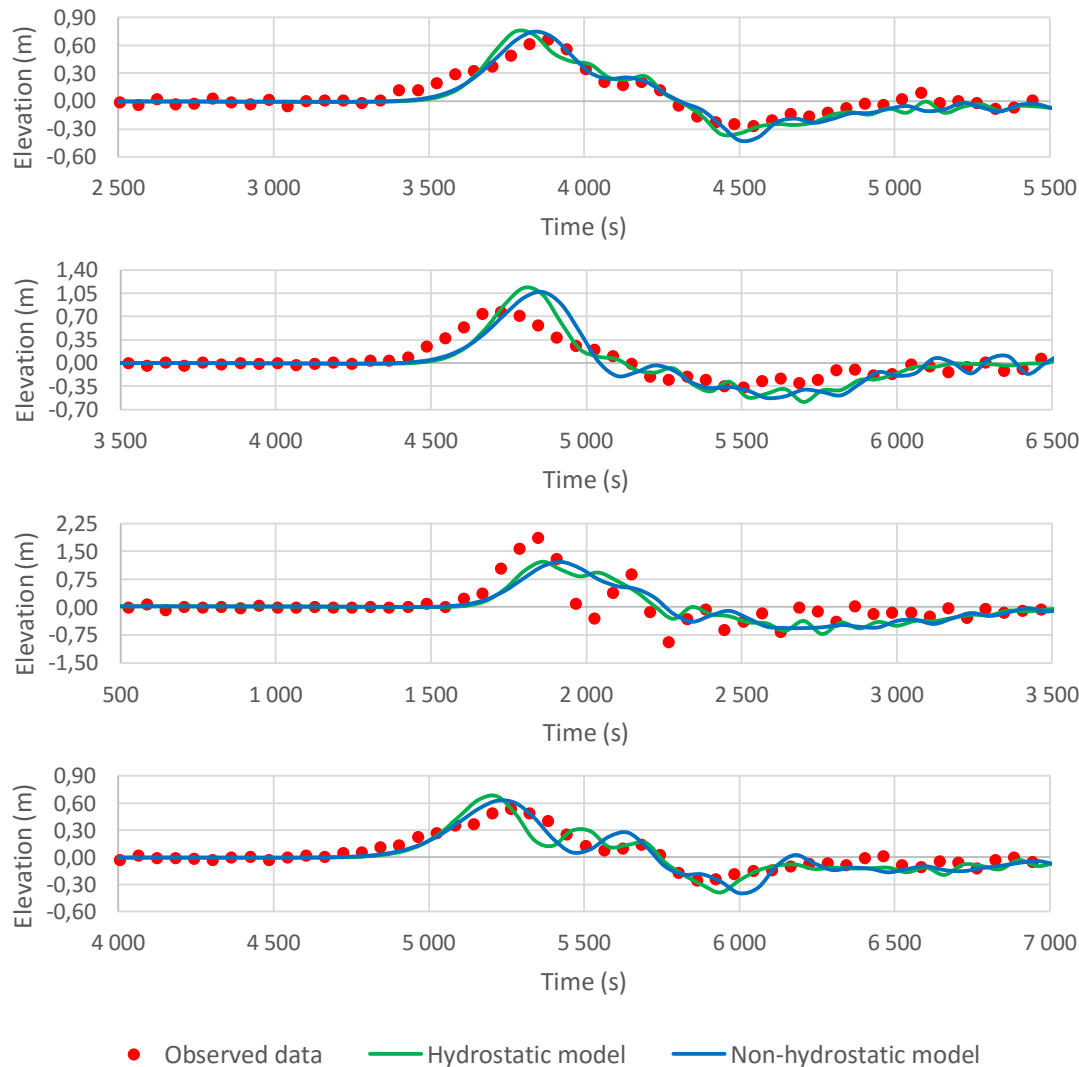 Elevation (m)
0,90
0,60
0,30
0,00
-0,30
-0,60
2 500 3 000 3 500 4 000 4 500 5 000 5 500
Time (s)
Elevation (m)
1,40
1,05
0,70
0,35
0,00
-0,35
-0,70
3 500 4 000 4 500 5 000 5 500 6 000 6 500
Time (s)
Elevation (m)
2,25
1,50
0,75
0,00
-0,75
-1,50
500 1 000 1 500 2 000 2 500 3 000 3 500
Time (s)
Elevation (m)
0,90
0,60
0,30
0,00
-0,30
-0,60
4 000 4 500 5 000 5 500 6 000 6 500 7 000
Time (s)
Observed data Hydrostatic model Non-hydrostatic model